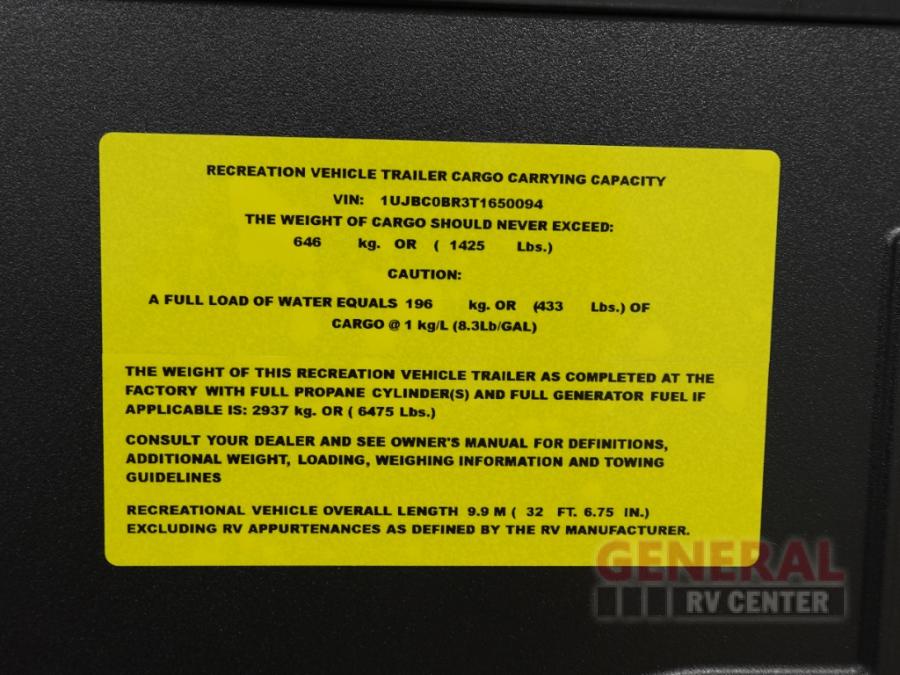 RECREATION VEHICLE TRAILER CARGO CARRYING CAPACITY
VIN: 1UJBC0BR3T1650094
THE WEIGHT OF CARGO SHOULD NEVER EXCEED:
646 kg. OR ( 1425 Lbs.)
CAUTION:
A FULL LOAD OF WATER EQUALS 196 kg. OR (433 Lbs.) OF
CARGO @ 1 kg/L (8.3Lb/GAL)
THE WEIGHT OF THIS RECREATION VEHICLE TRAILER AS COMPLETED AT THE
FACTORY WITH FULL PROPANE CYLINDER(S) AND FULL GENERATOR FUEL IF
APPLICABLE IS: 2937 kg. OR ( 6475 Lbs.)
CONSULT YOUR DEALER AND SEE OWNER'S MANUAL FOR DEFINITIONS,
ADDITIONAL WEIGHT, LOADING, WEIGHING INFORMATION AND TOWING
GUIDELINES
RECREATIONAL VEHICLE OVERALL LENGTH 9.9 M ( 32 FT. 6.75 IN.)
EXCLUDING RV APPURTENANCES AS DEFINED BY THE RV MANUFACTURER.
GENERAL
RV CENTER